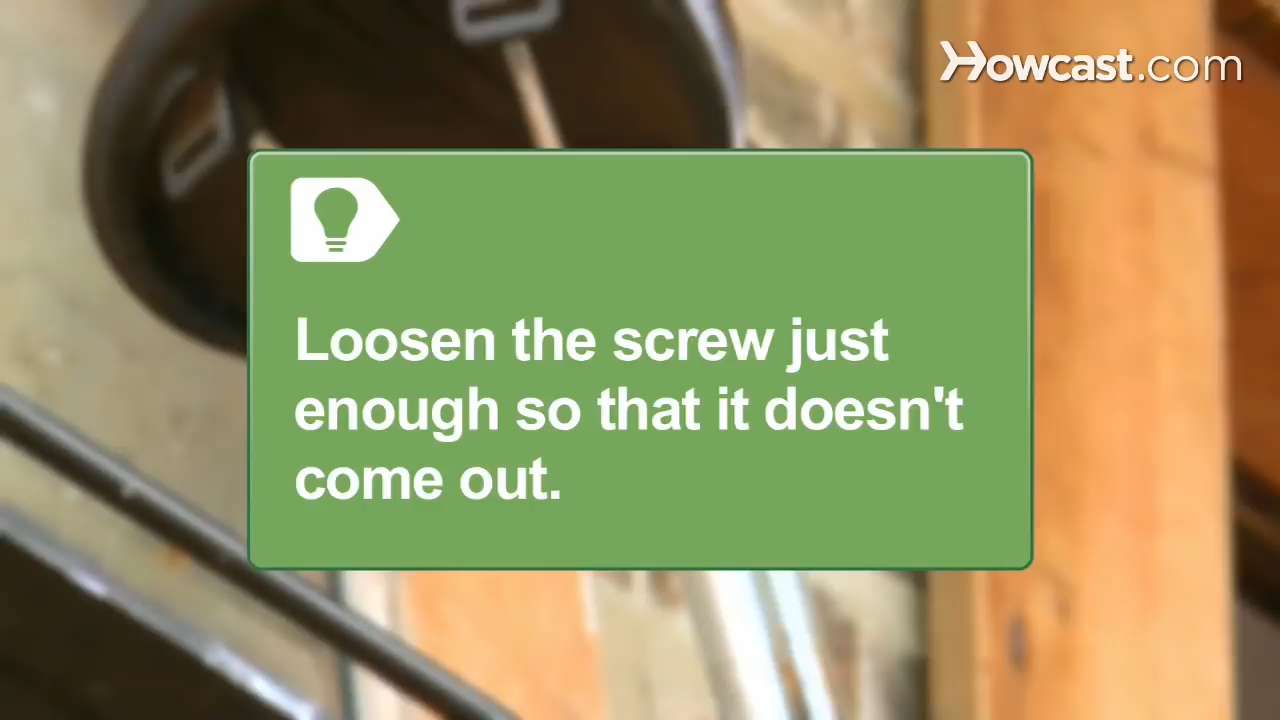 Howcast.com
Loosen the screw just
enough so that it doesn't
come out.